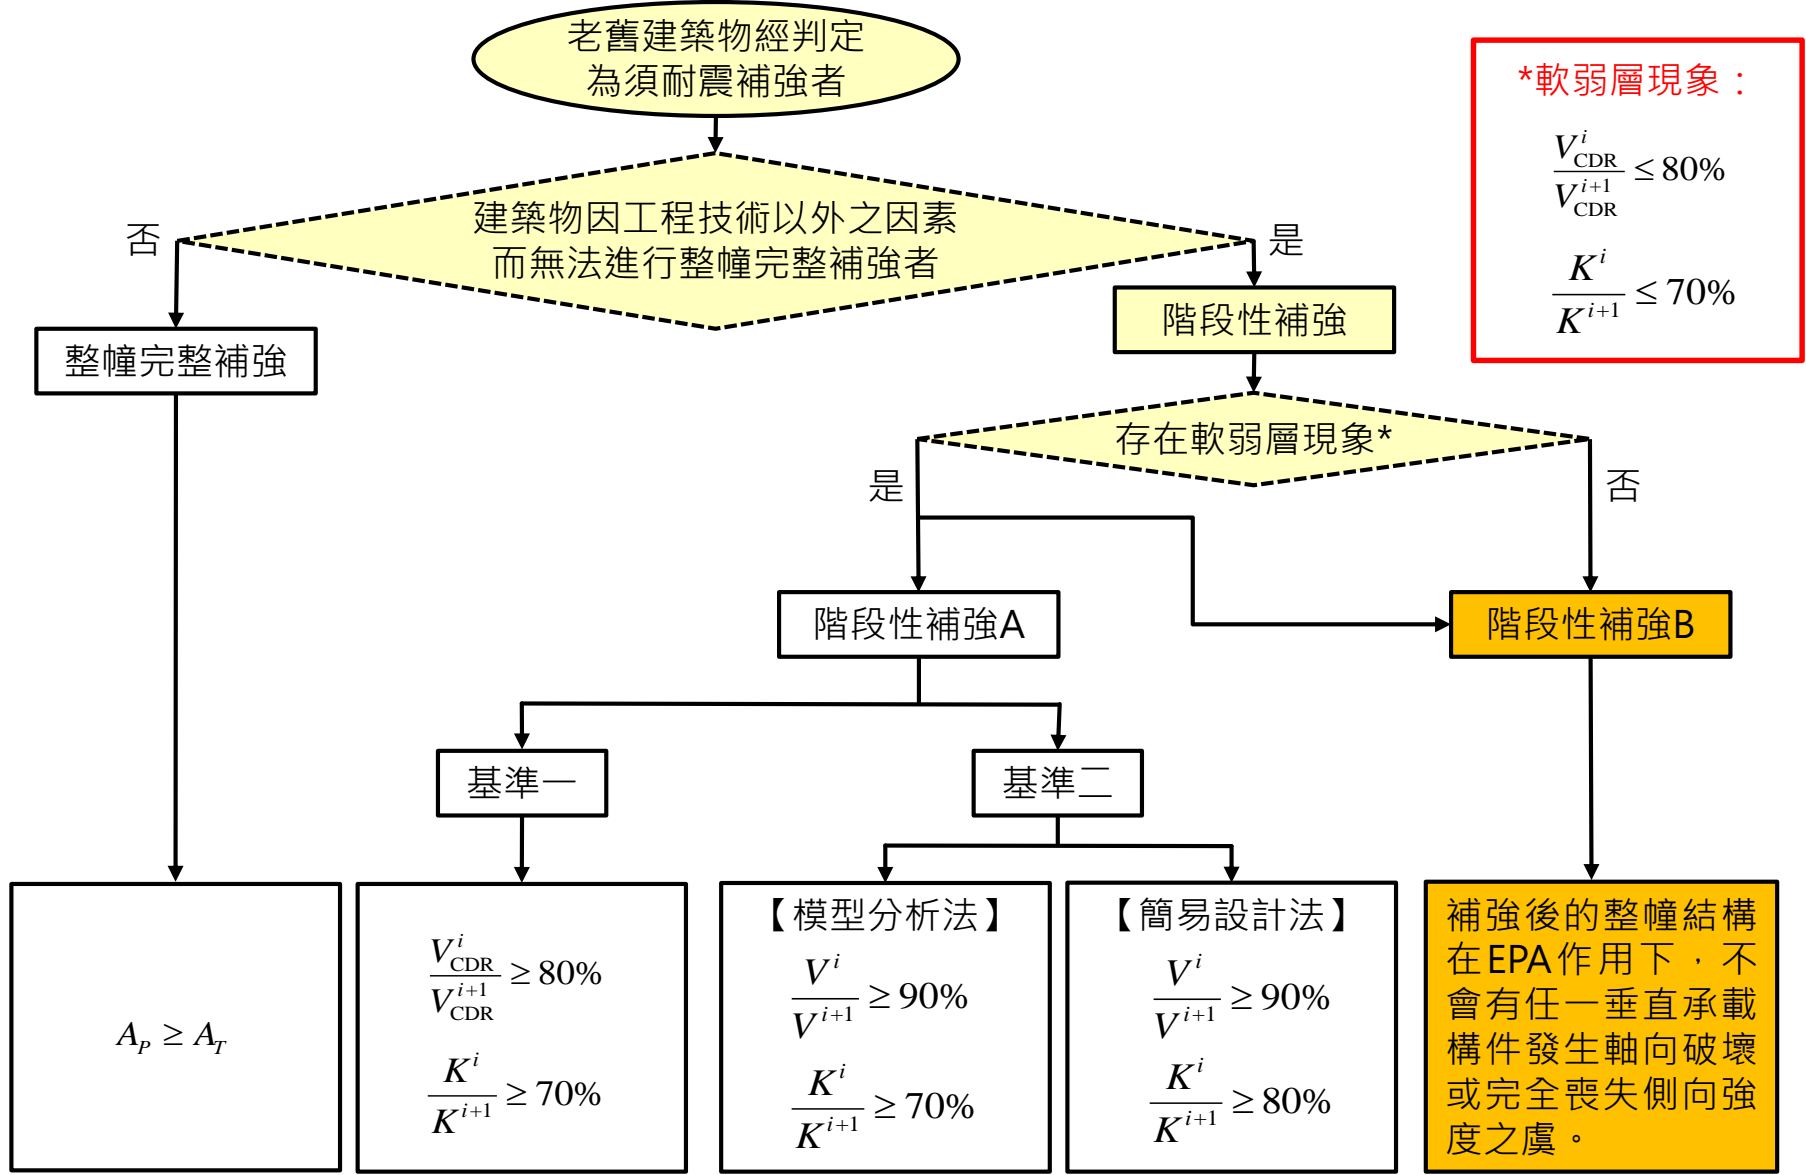 老舊建築物經判定
為須耐震補強者
*軟弱層現象：
V^i_CDR / V^{i+1}_CDR ≤ 80%
K^i / K^{i+1} ≤ 70%
建築物因工程技術以外之因素
而無法進行整幢完整補強者
否
是
整幢完整補強
階段性補強
存在軟弱層現象*
是
否
階段性補強A
階段性補強B
基準一
基準二
A_P ≥ A_T
V^i_CDR / V^{i+1}_CDR ≥ 80%
K^i / K^{i+1} ≥ 70%
【模型分析法】
V^i / V^{i+1} ≥ 90%
K^i / K^{i+1} ≥ 70%
【簡易設計法】
V^i / V^{i+1} ≥ 90%
K^i / K^{i+1} ≥ 80%
補強後的整幢結構
在EPA作用下，不
會有任一垂直承載
構件發生軸向破壞
或完全喪失側向強
度之虞。